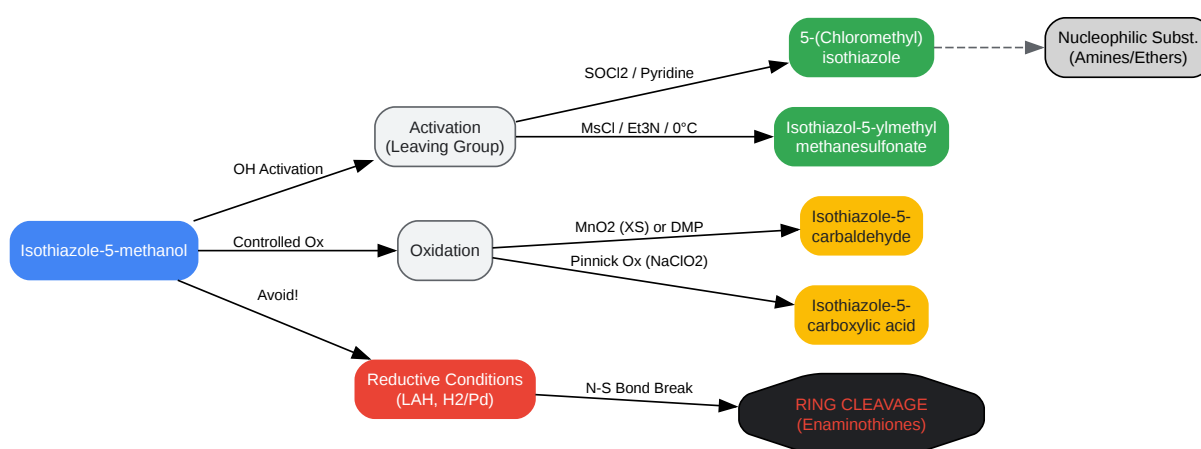 5-(Chloromethyl)
isothiazole
Nucleophilic Subst.
(Amines/Ethers)
SOCl2 / Pyridine
Activation
(Leaving Group)
MsCl / Et3N / 0°C
Isothiazol-5-ylmethyl
methanesulfonate
OH Activation
Isothiazole-5-methanol
Controlled Ox
Oxidation
MnO2 (XS) or DMP
Isothiazole-5-
carbaldehyde
Pinnick Ox (NaClO2)
Isothiazole-5-
carboxylic acid
Avoid!
Reductive Conditions
(LAH, H2/Pd)
N-S Bond Break
RING CLEAVAGE
(Enaminothiones)